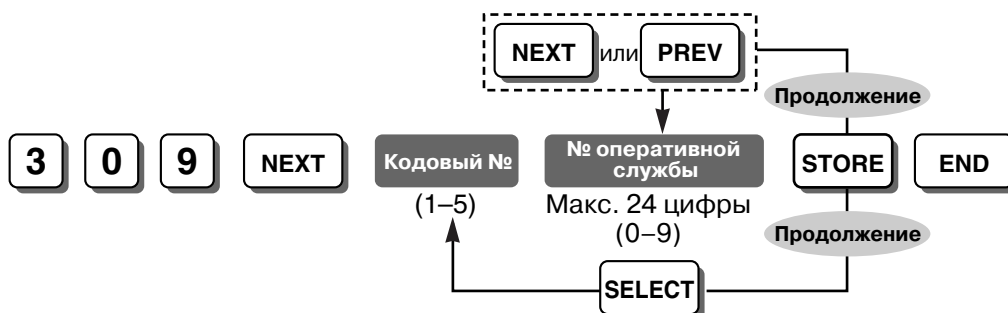 NEXT или PREV
Продолжение
3 0 9 NEXT Кодовый № № оперативной службы STORE END
(1–5) Макс. 24 цифры
(0–9)
Продолжение
SELECT